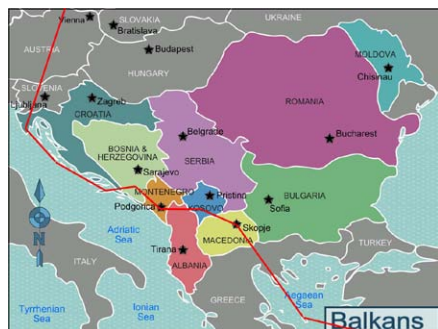 Vienna
SLOVAKIA
Bratislava
UKRAINE
AUSTRIA
Budapest
MOLDOVA
HUNGARY
Chisinau
SLOVENIA
Ljubljana
Zagreb
CROATIA
ROMANIA
BOSNIA &
HERZEGOVINA
Belgrade
Bucharest
SERBIA
Sarajevo
MONTENEGRO
Pristina
KOSOVO
BULGARIA
Sofia
Podgorica
Skopje
N
Adriatic
Sea
MACEDONIA
TURKEY
ITALY
Tirana
ALBANIA
Aegaean
Sea
GREECE
Tyrrhenian
Sea
Ionian
Sea
Balkans